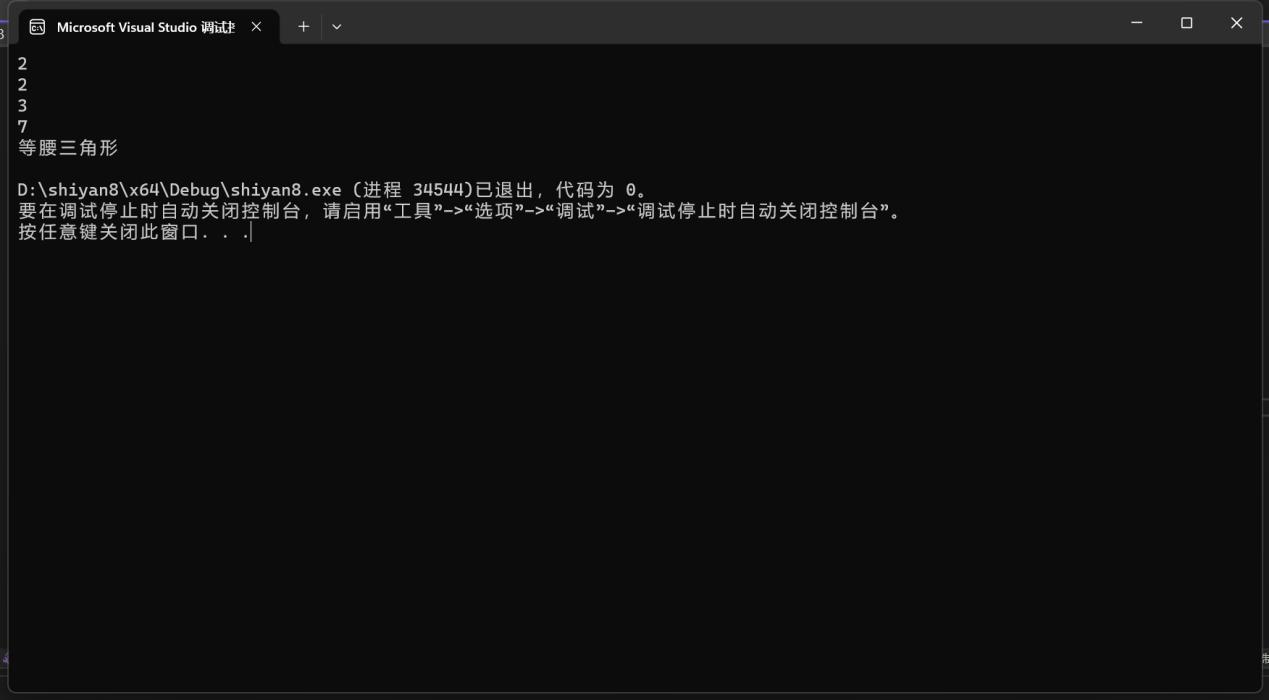 Microsoft Visual Studio 调试
2
2
3
7
等腰三角形
D:\shiyan8\x64\Debug\shiyan8.exe (进程 34544)已退出，代码为 0。
要在调试停止时自动关闭控制台，请启用“工具”->“选项”->“调试”->“调试停止时自动关闭控制台”。
按任意键关闭此窗口. . .